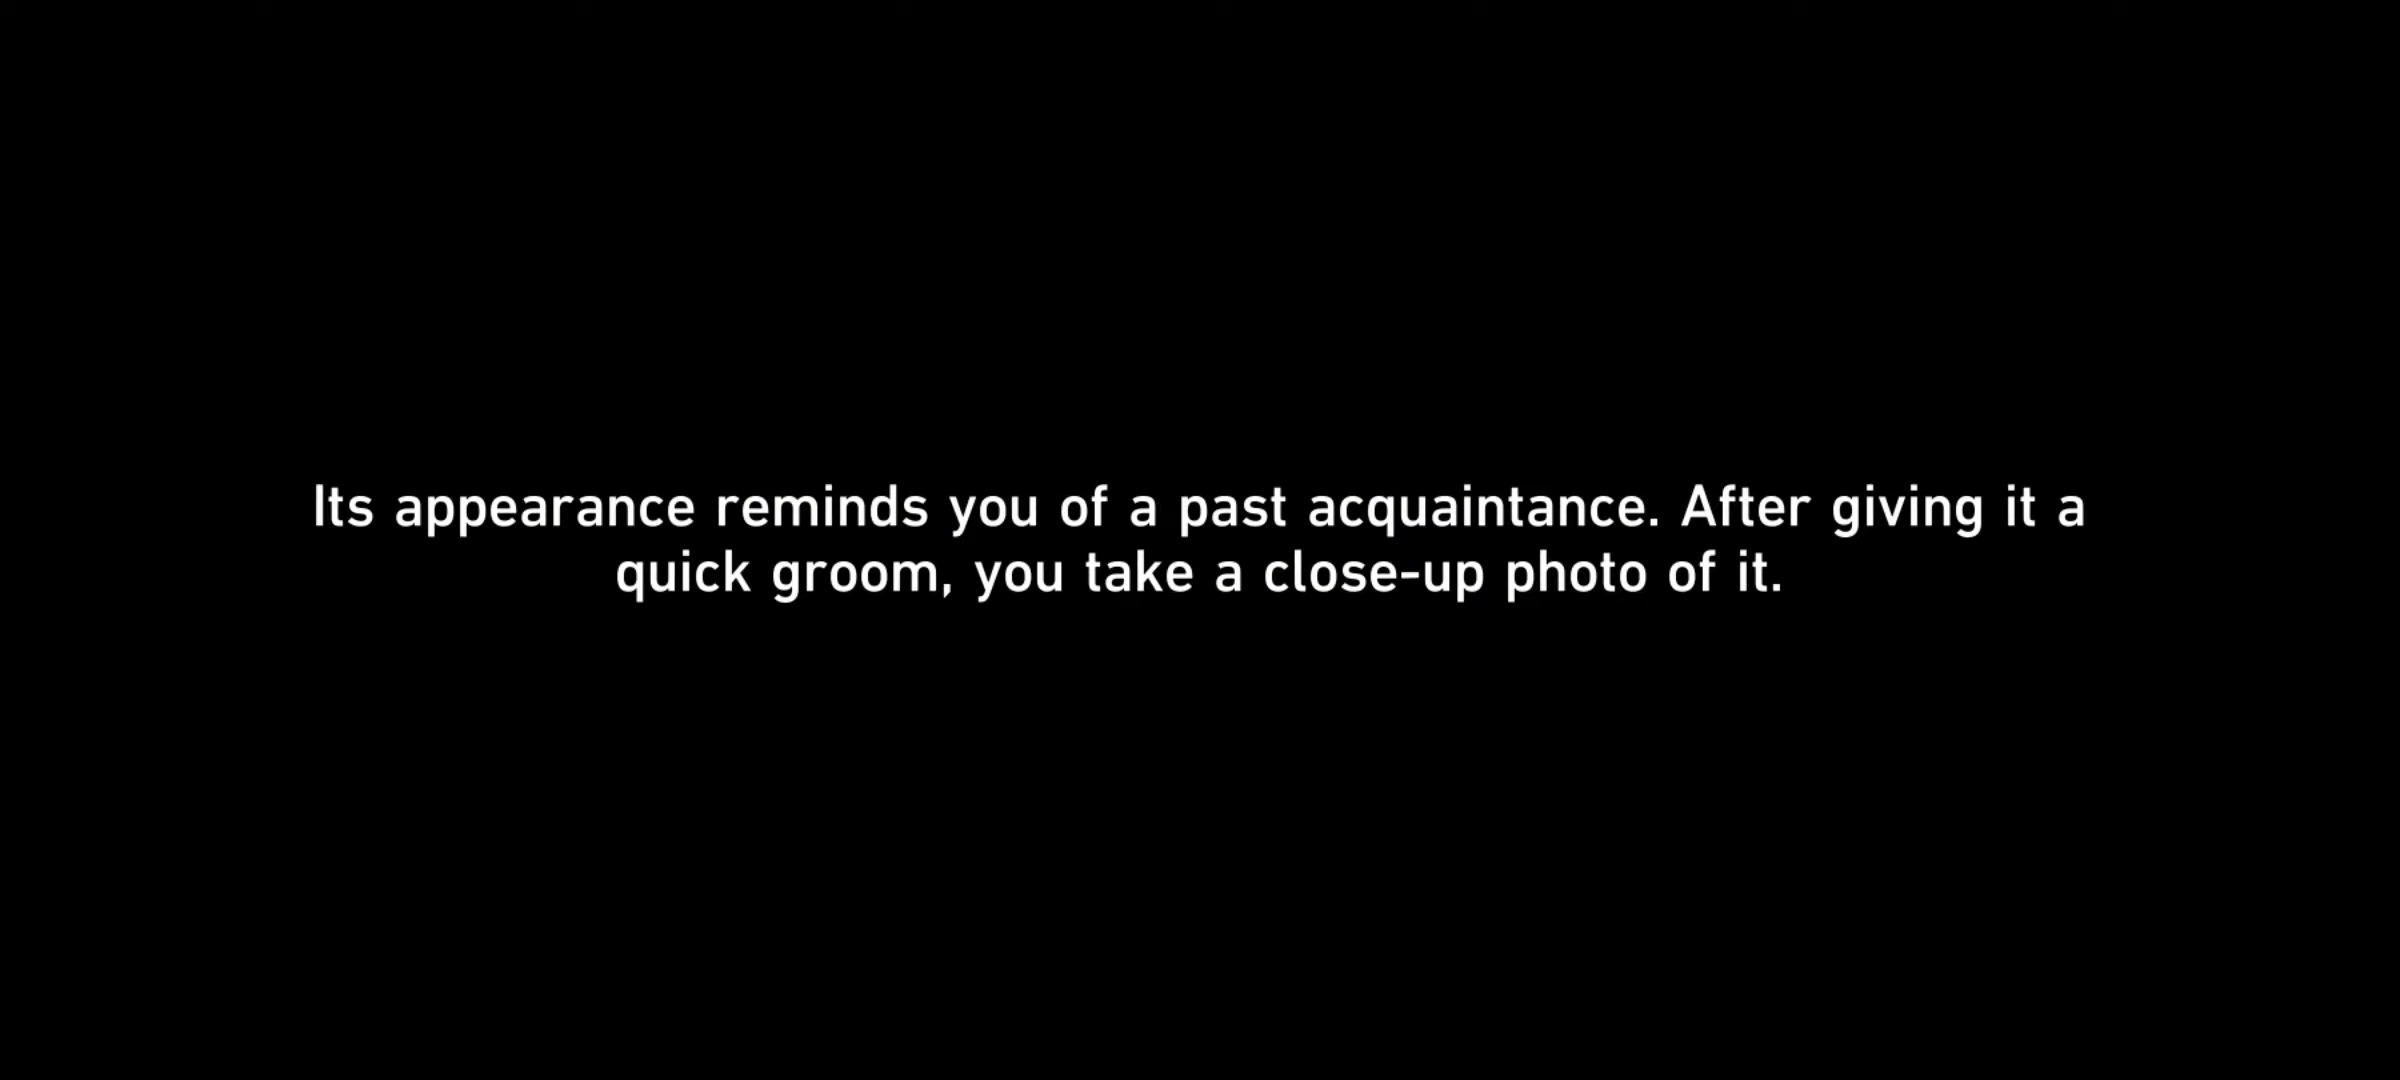 Its appearance reminds you of a past acquaintance. After giving it a
quick groom, you take a close-up photo of it.